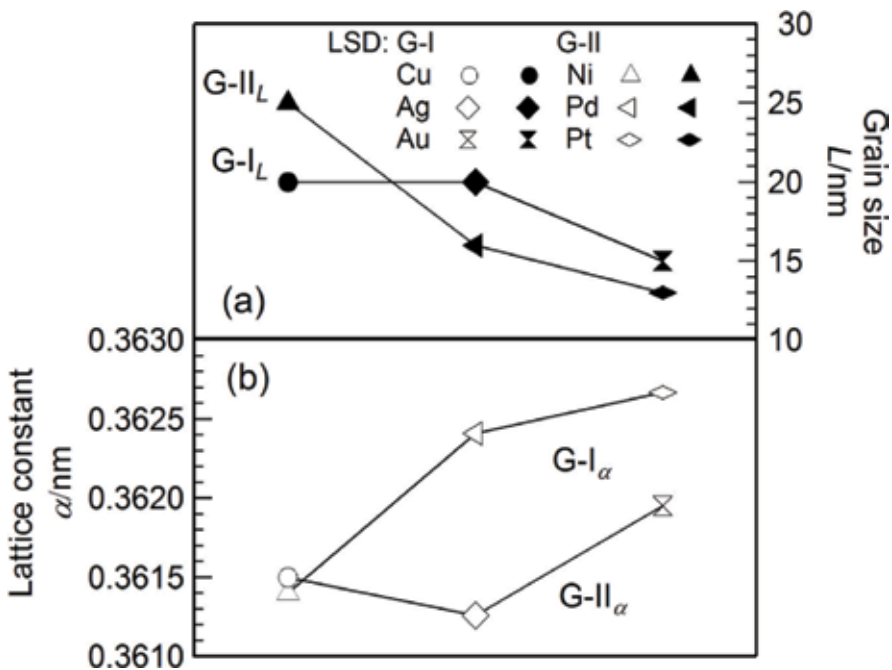 LSD: G-I G-II
Cu Ni
Ag Pd
Au Pt
G-II_L
G-I_L
(a)
30
25
20
15
10
Grain size
L/nm
0.3630
0.3625
0.3620
0.3615
0.3610
Lattice constant
α/nm
(b)
G-I_α
G-II_α